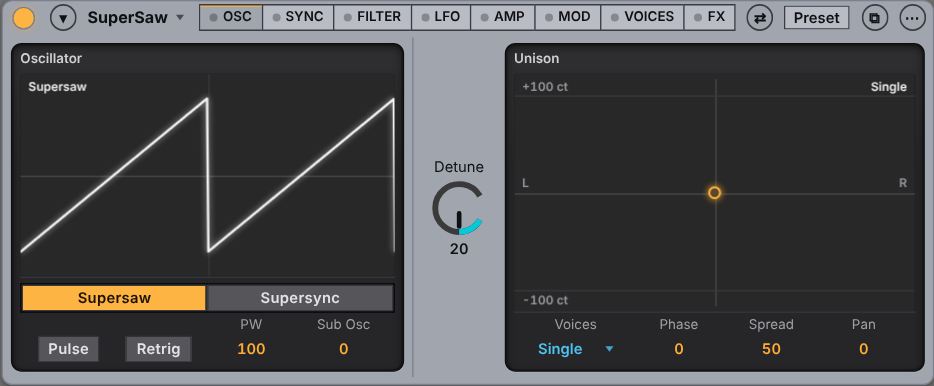 SuperSaw
OSC
SYNC
FILTER
LFO
AMP
MOD
VOICES
FX
Preset
Oscillator
Supersaw
Supersaw
Supersync
PW
Sub Osc
Pulse
Retrig
100
0
Detune
20
Unison
+100 ct
Single
L
R
-100 ct
Voices
Phase
Spread
Pan
Single
0
50
0